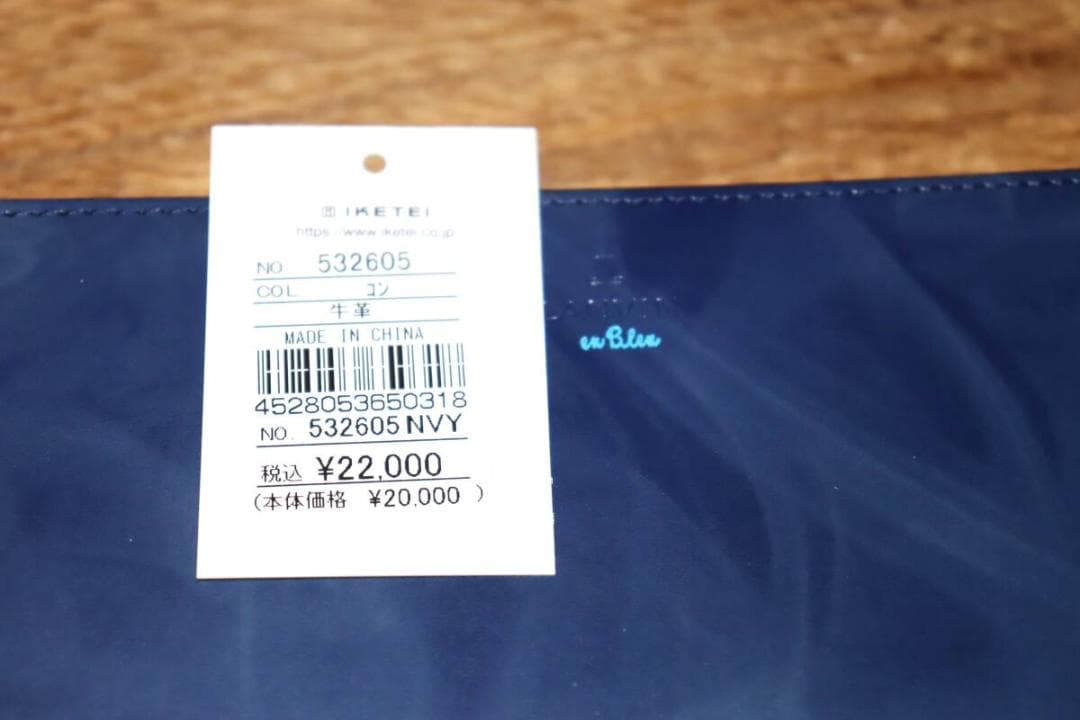 IKETEI
https://www.iketei.co.jp
NO 532605
COL コン
牛革
MADE IN CHINA
4528053650318
NO. 532605 NVY
税込 ¥22,000
(本体価格 ¥20,000 )
en Bleu